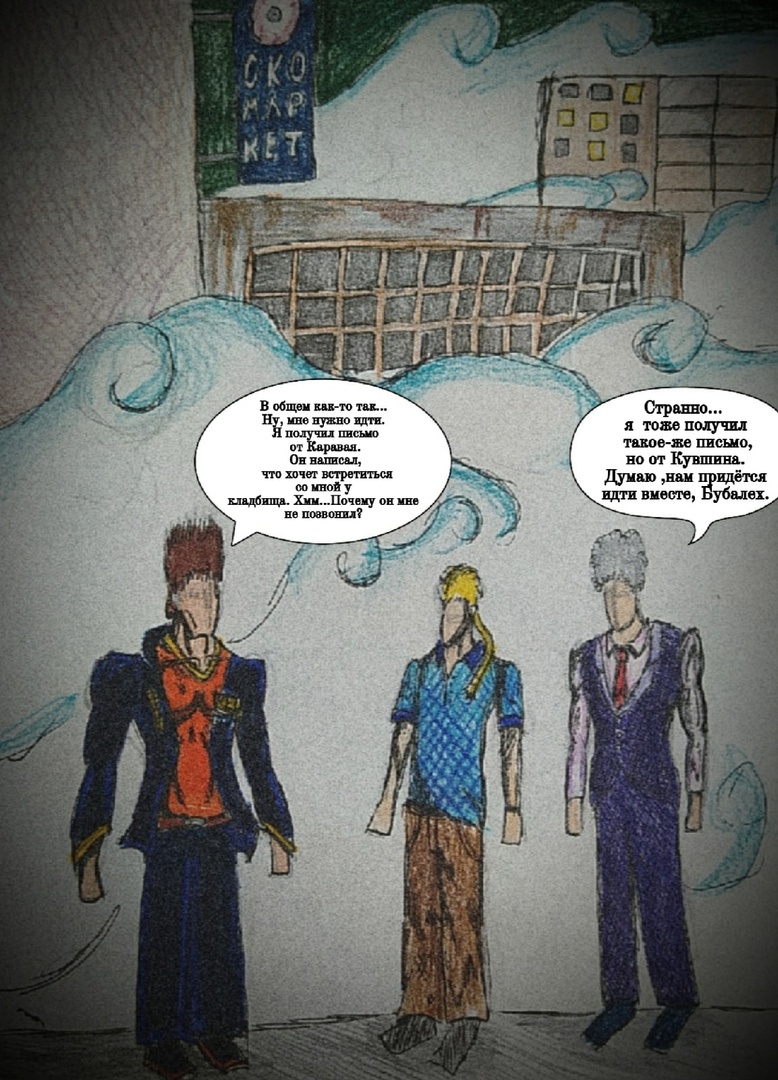 СКО
МАР
КЕТ
В общем как-то так...
Ну, мне нужно идти.
Я получил письмо
от Каравая.
Он написал,
что хочет встретиться
со мной у
кладбища. Хмм...Почему он мне
не позвонил?
Странно...
я тоже получил
такое-же письмо,
но от Кувшина.
Думаю ,нам придётся
идти вместе, Бубалех.